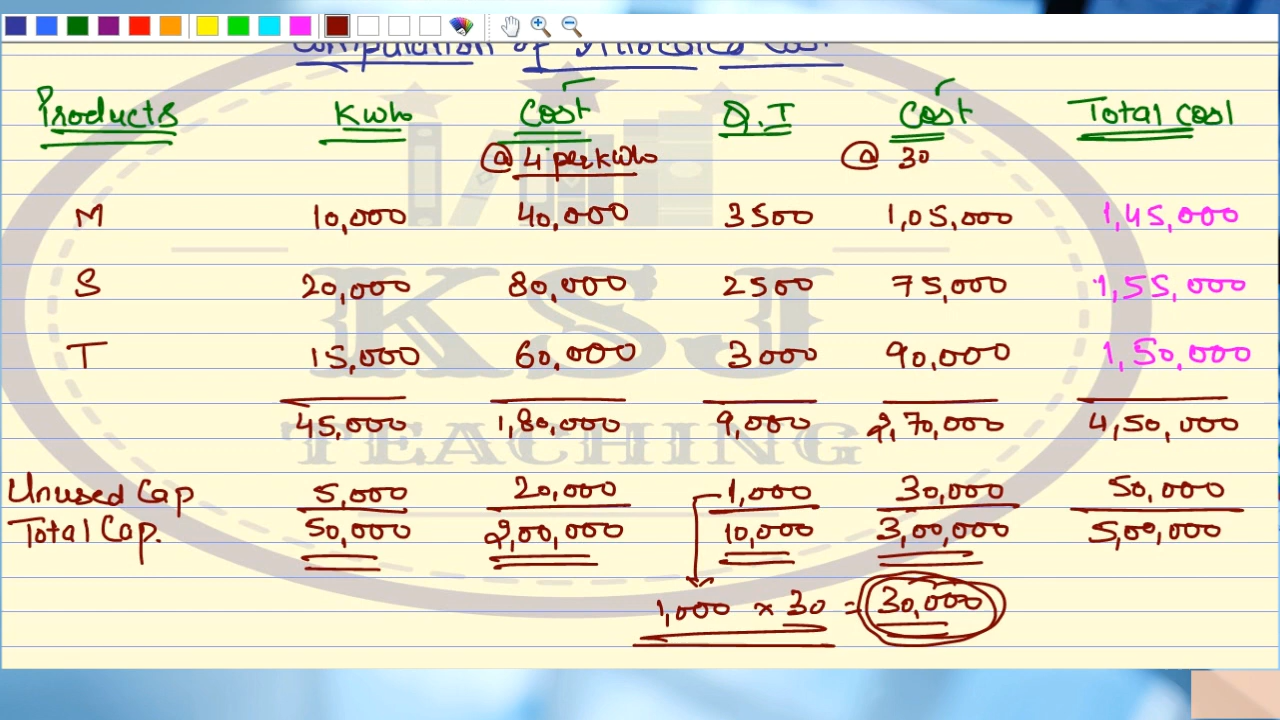 Computation of Allocated Cost
Products Kwh Cost Q.I Cost Total cost
@ 4 per kwh @ 30
M 10,000 40,000 3500 1,05,000 1,45,000
S 20,000 80,000 2500 75,000 1,55,000
T 15,000 60,000 3000 90,000 1,50,000
45,000 1,80,000 9,000 2,70,000 4,50,000
Unused Cap 5,000 20,000 1,000 30,000 50,000
Total Cap. 50,000 2,00,000 10,000 3,00,000 5,00,000
1,000 x 30 = 30,000
KSJ
TEACHING